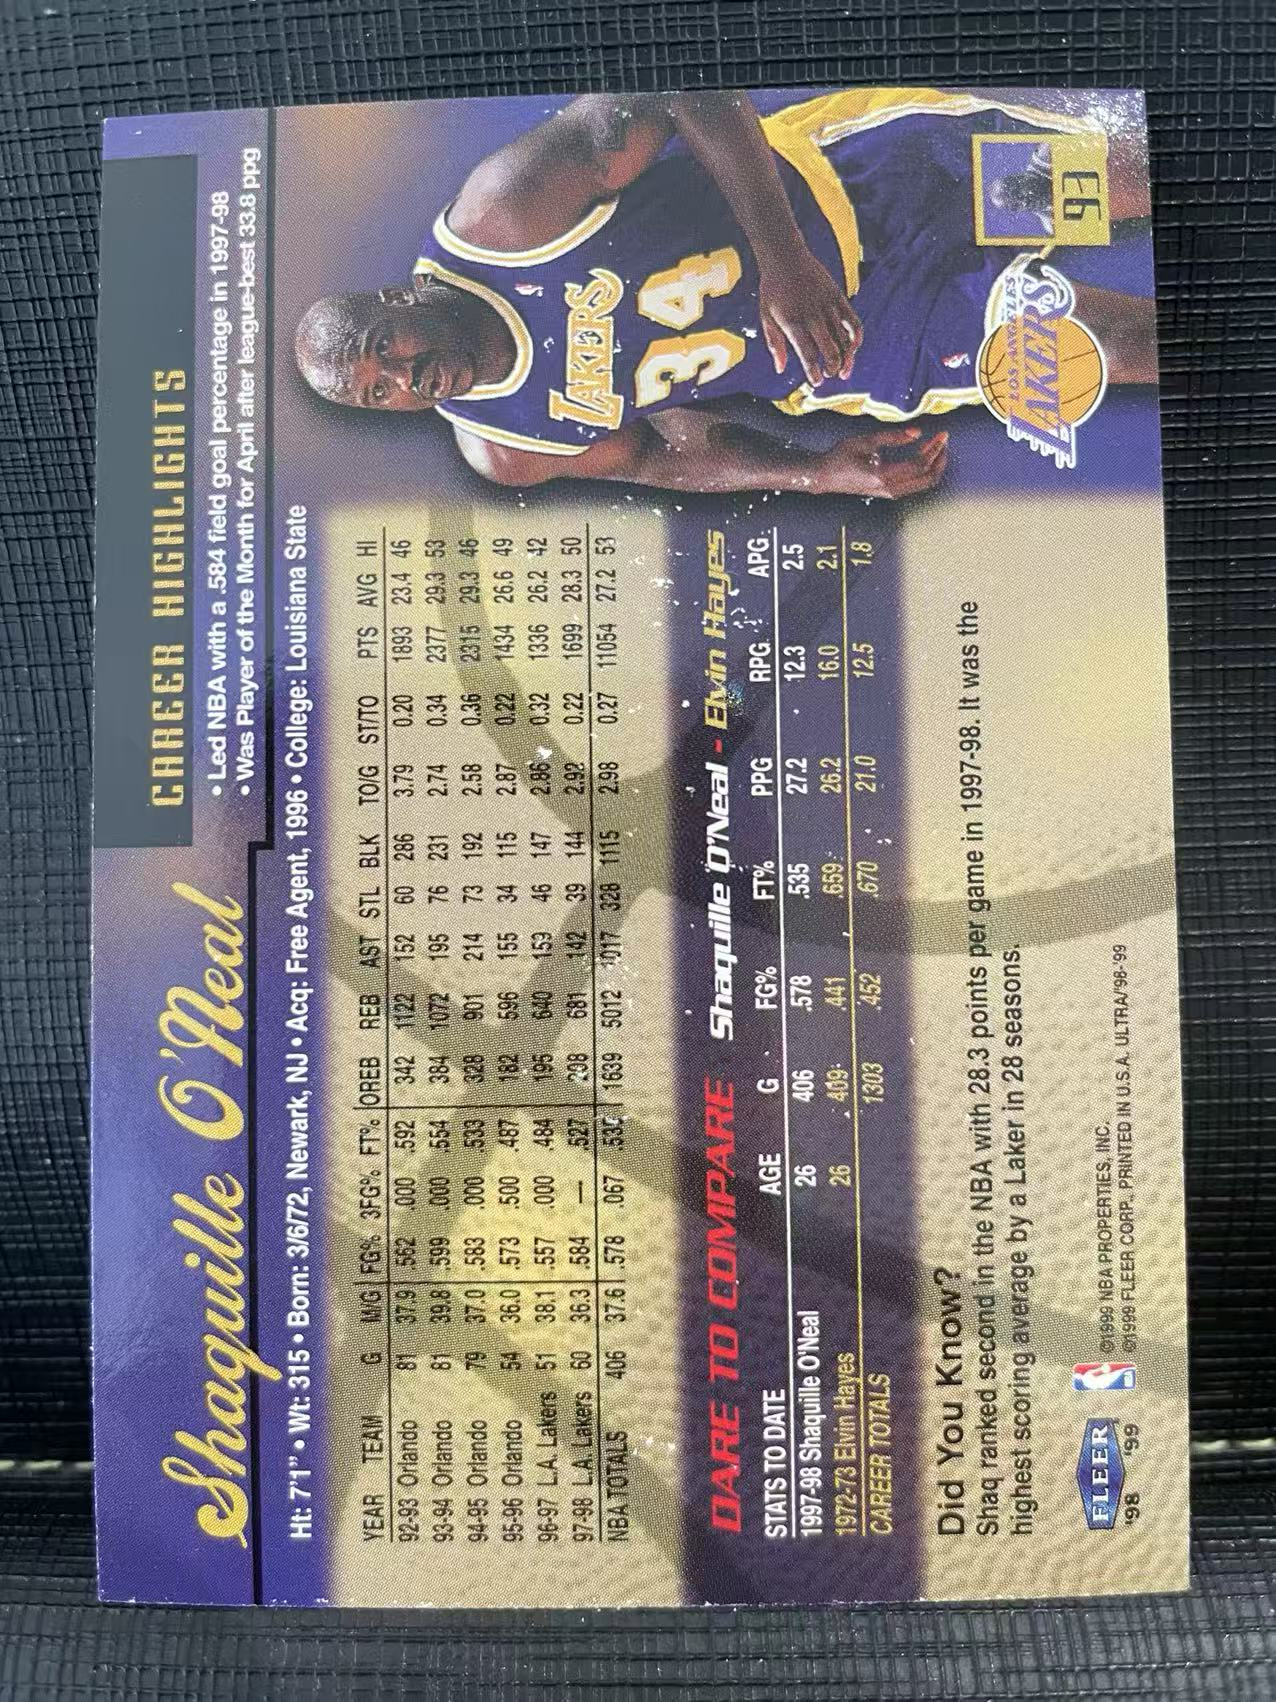 CAREER HIGHLIGHTS
• Led NBA with a .584 field goal percentage in 1997-98
• Was Player of the Month for April after league-best 33.8 ppg
Shaquille O'Neal
Ht: 7'1" • Wt: 315 • Born: 3/6/72, Newark, NJ • Acq: Free Agent, 1996 • College: Louisiana State
YEAR TEAM G M/G FG% 3FG% FT% OREB REB AST STL BLK TO/G ST/TO PTS AVG HI
92-93 Orlando 81 37.9 .562 .000 .592 342 1122 152 60 286 3.79 0.20 1893 23.4 46
93-94 Orlando 81 39.8 .599 .000 .554 384 1072 195 76 231 2.74 0.34 2377 29.3 53
94-95 Orlando 79 37.0 .583 .000 .533 328 901 214 73 192 2.58 0.36 2315 29.3 46
95-96 Orlando 54 36.0 .573 .500 .487 182 596 155 34 115 2.87 0.22 1434 26.6 49
96-97 L.A. Lakers 51 38.1 .557 .000 .484 195 640 159 46 147 2.86 0.32 1336 26.2 42
97-98 L.A. Lakers 60 36.3 .584 — .527 208 681 142 39 144 2.92 0.22 1699 28.3 50
NBA TOTALS 406 37.6 .578 .067 .535 1639 5012 1017 328 1115 2.98 0.27 11054 27.2 53
LAKERS
34
DARE TO COMPARE Shaquille O'Neal - Elvin Hayes
STATS TO DATE AGE G FG% FT% PPG RPG APG
1997-98 Shaquille O'Neal 26 406 .578 .535 27.2 12.3 2.5
1972-73 Elvin Hayes 26 409 .441 .659 26.2 16.0 2.1
CAREER TOTALS 1303 .452 .670 21.0 12.5 1.8
Did You Know?
Shaq ranked second in the NBA with 28.3 points per game in 1997-98. It was the
highest scoring average by a Laker in 28 seasons.
LOS ANGELES
LAKERS
93
FLEER
'98 '99
NBA
©1999 NBA PROPERTIES, INC.
©1999 FLEER CORP., PRINTED IN U.S.A. ULTRA/'98-'99